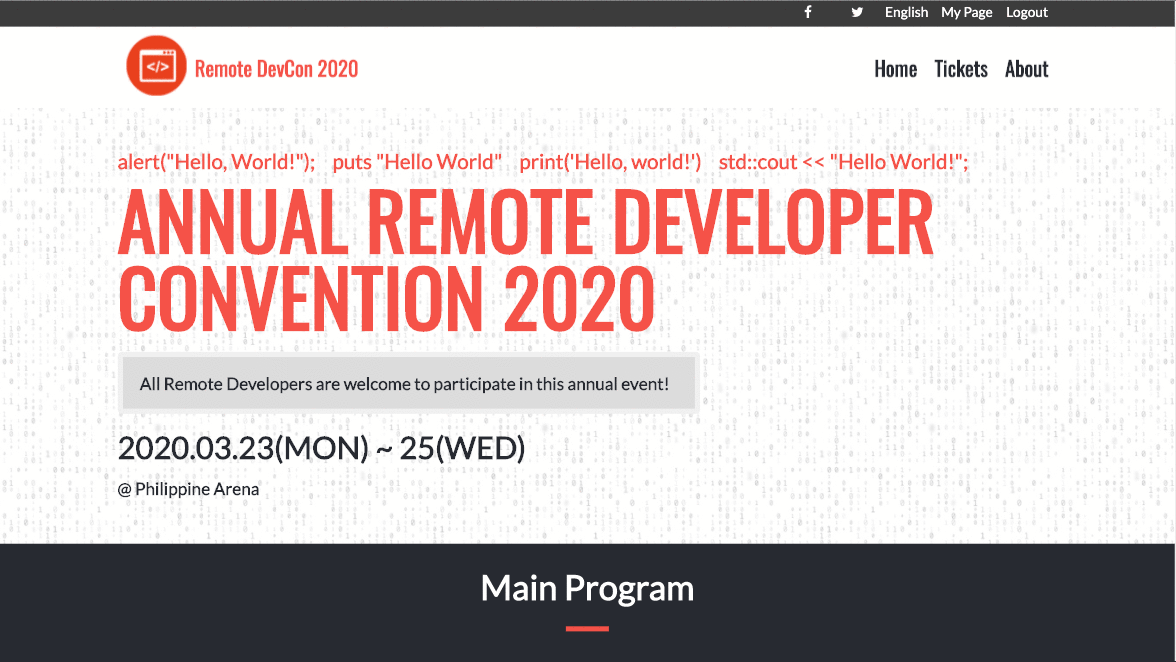 English My Page Logout
Remote DevCon 2020
Home Tickets About
alert("Hello, World!"); puts "Hello World" print('Hello, world!') std::cout << "Hello World!";
ANNUAL REMOTE DEVELOPER
CONVENTION 2020
All Remote Developers are welcome to participate in this annual event!
2020.03.23(MON) ~ 25(WED)
@ Philippine Arena
Main Program